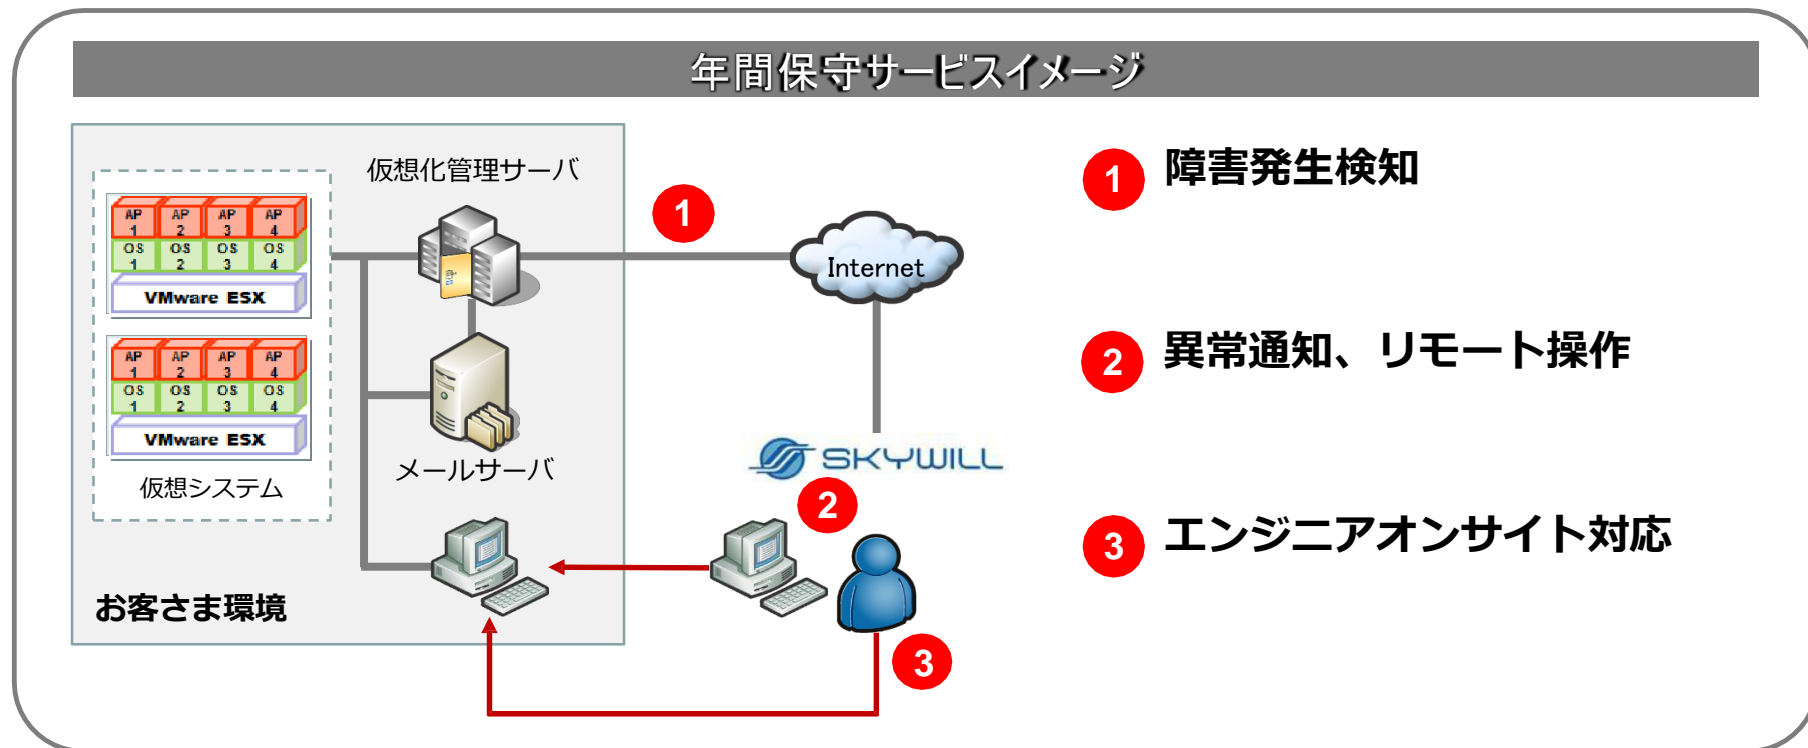 年間保守サービスイメージ
仮想化管理サーバ
1
AP 1 AP 2 AP 3 AP 4
OS 1 OS 2 OS 3 OS 4
VMware ESX
AP 1 AP 2 AP 3 AP 4
OS 1 OS 2 OS 3 OS 4
VMware ESX
仮想システム
メールサーバ
お客さま環境
Internet
SKYWILL
2
3
1 障害発生検知
2 異常通知、リモート操作
3 エンジニアオンサイト対応